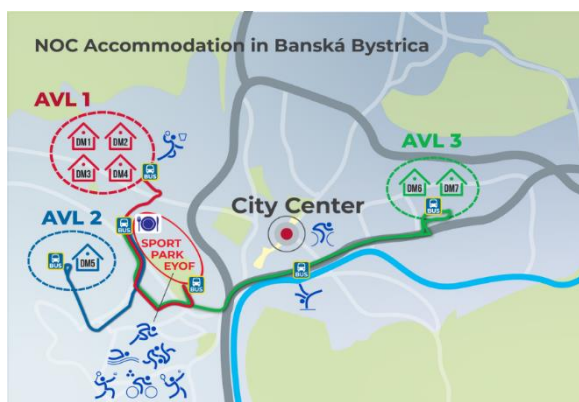 NOC Accommodation in Banská Bystrica
AVL 1
DM1 DM2
DM3 DM4
BUS
AVL 3
DM6 DM7
BUS
AVL 2
BUS
DM5
BUS
SPORT
PARK
EYOF
BUS
City Center
BUS